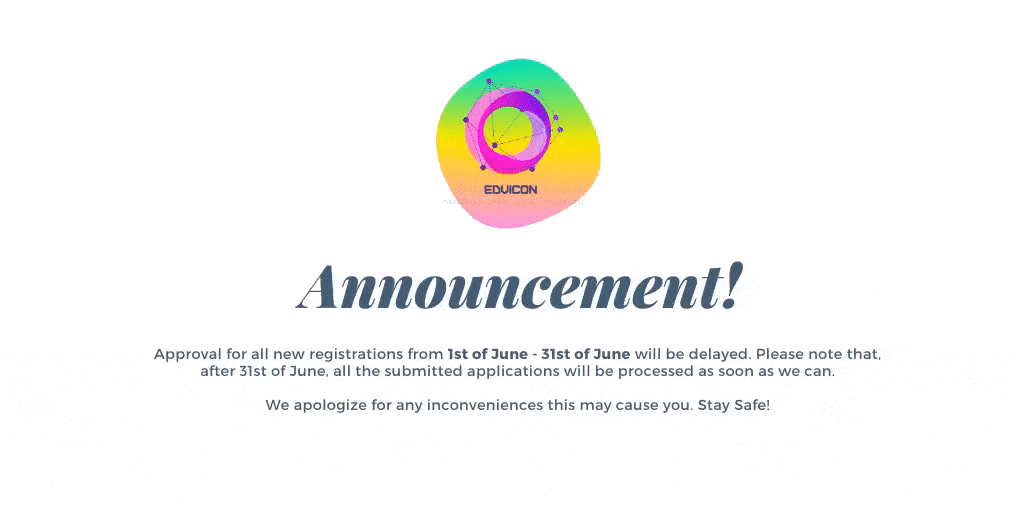 EDVICON
Announcement!
Approval for all new registrations from 1st of June - 31st of June will be delayed. Please note that,
after 31st of June, all the submitted applications will be processed as soon as we can.
We apologize for any inconveniences this may cause you. Stay Safe!